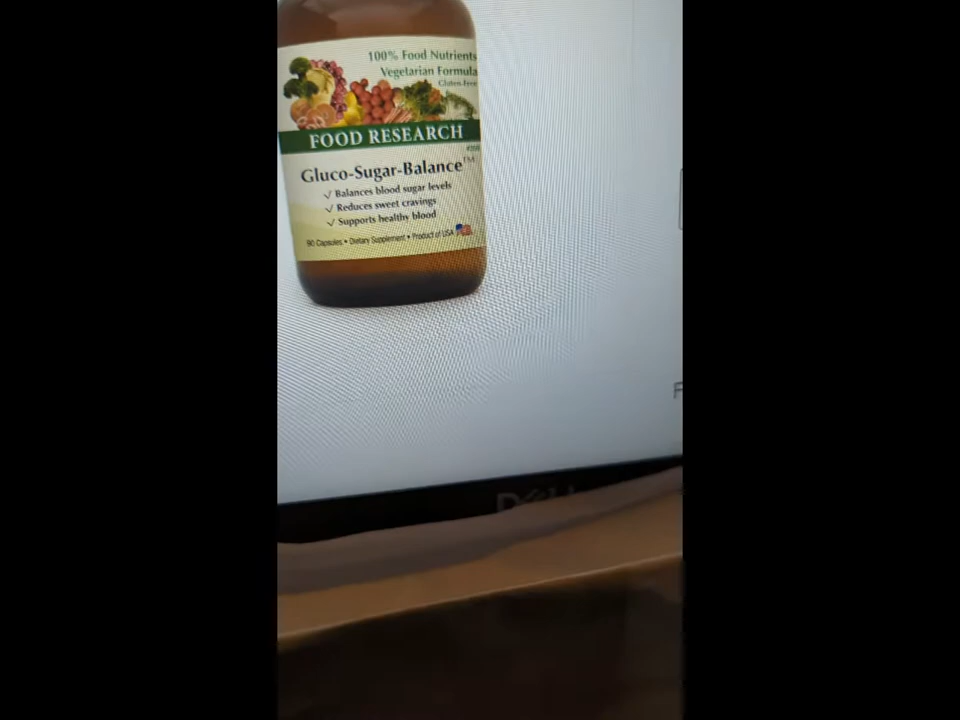 100% Food Nutrients
Vegetarian Formula
Gluten-Free
FOOD RESEARCH
Gluco-Sugar-Balance™
✓ Balances blood sugar levels
✓ Reduces sweet cravings
✓ Supports healthy blood
90 Capsules • Dietary Supplement • Product of USA
F